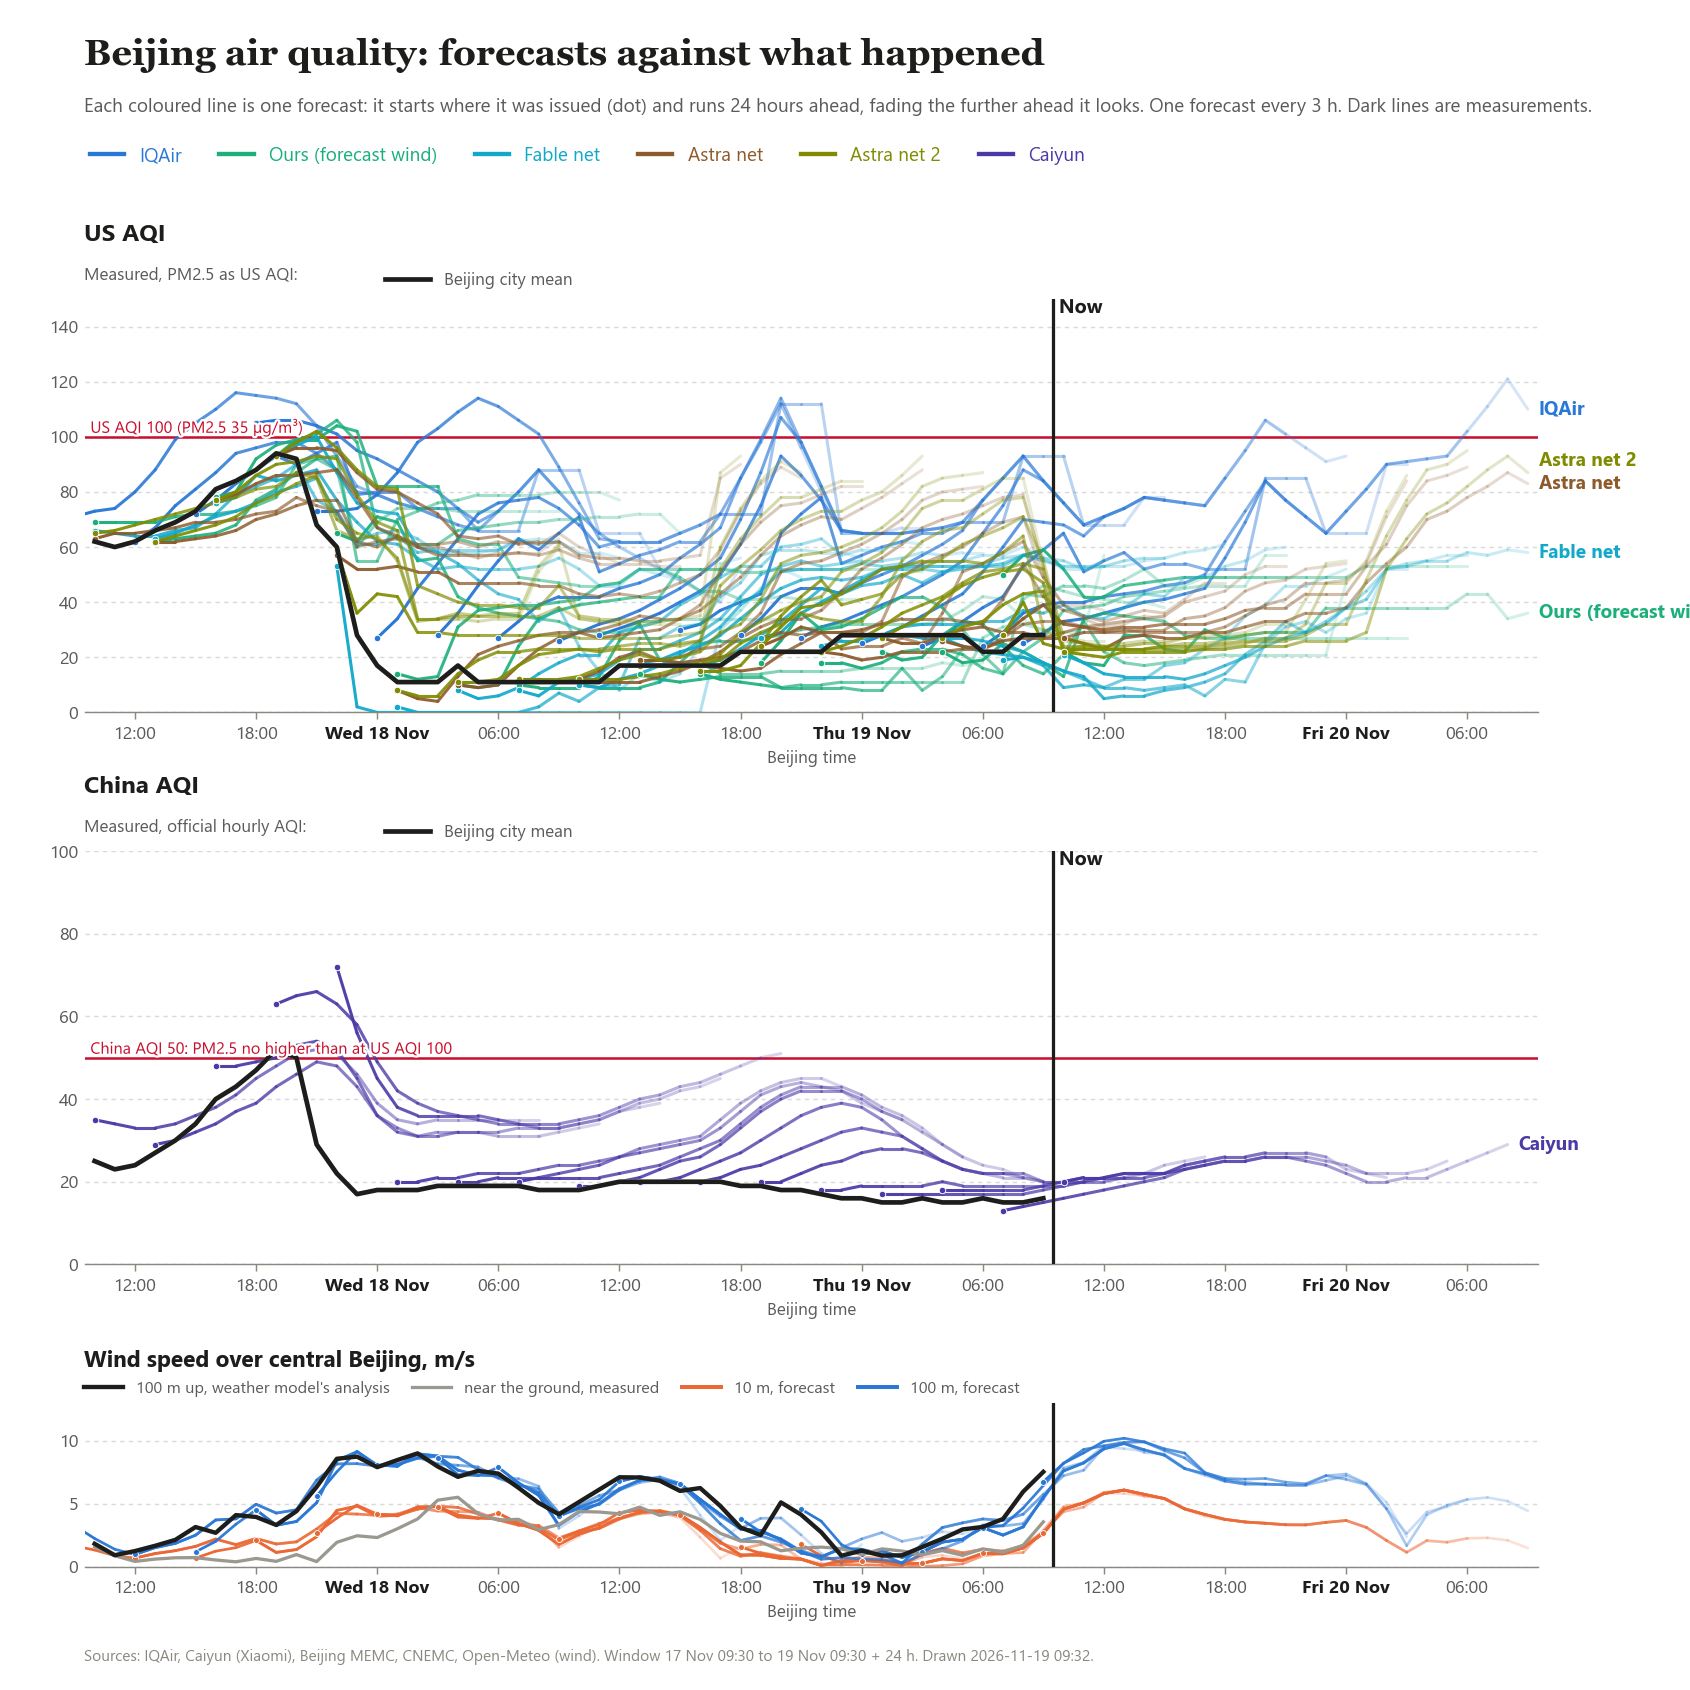 Beijing air quality: forecasts against what happened
Each coloured line is one forecast: it starts where it was issued (dot) and runs 24 hours ahead, fading the further ahead it looks. One forecast every 3 h. Dark lines are measurements.
IQAir Ours (forecast wind) Fable net Astra net Astra net 2 Caiyun
US AQI
Measured, PM2.5 as US AQI: Beijing city mean
Now
140
120
IQAir
US AQI 100 (PM2.5 35 µg/m³)
100
Astra net 2
Astra net
80
60
Fable net
40
Ours (forecast wi
20
0
12:00 18:00 Wed 18 Nov 06:00 12:00 18:00 Thu 19 Nov 06:00 12:00 18:00 Fri 20 Nov 06:00
Beijing time
China AQI
Measured, official hourly AQI: Beijing city mean
100
Now
80
60
China AQI 50: PM2.5 no higher than at US AQI 100
40
Caiyun
20
0
12:00 18:00 Wed 18 Nov 06:00 12:00 18:00 Thu 19 Nov 06:00 12:00 18:00 Fri 20 Nov 06:00
Beijing time
Wind speed over central Beijing, m/s
100 m up, weather model's analysis near the ground, measured 10 m, forecast 100 m, forecast
10
5
0
12:00 18:00 Wed 18 Nov 06:00 12:00 18:00 Thu 19 Nov 06:00 12:00 18:00 Fri 20 Nov 06:00
Beijing time
Sources: IQAir, Caiyun (Xiaomi), Beijing MEMC, CNEMC, Open-Meteo (wind). Window 17 Nov 09:30 to 19 Nov 09:30 + 24 h. Drawn 2026-11-19 09:32.